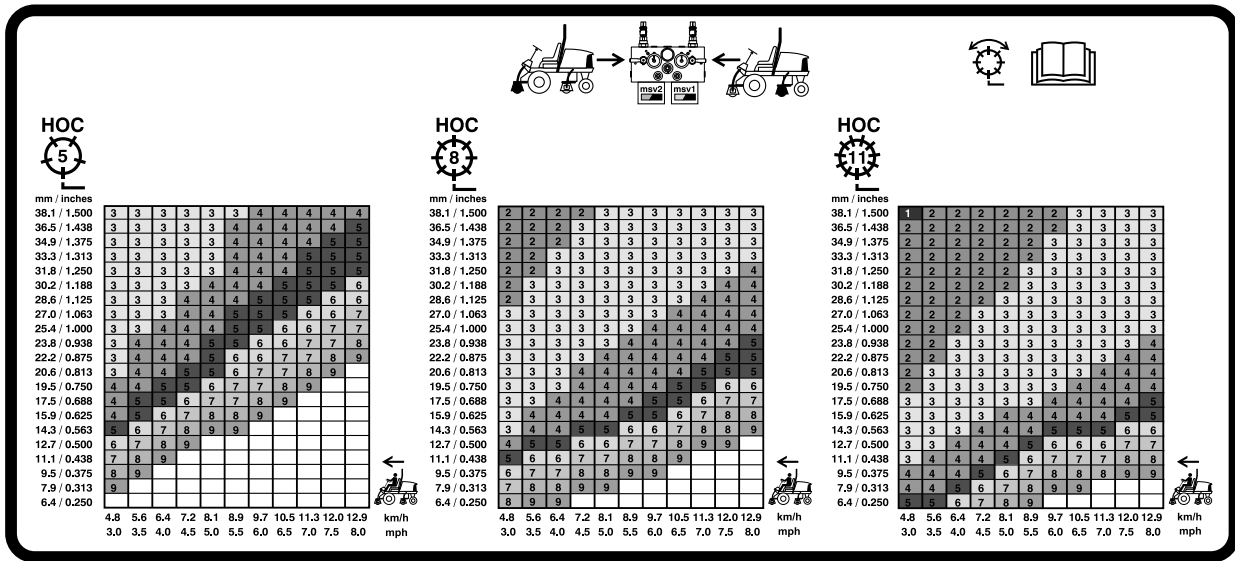 msv2 msv1
HOC
5
mm / inches
38.1 / 1.500 3 3 3 3 3 3 4 4 4 4 4
36.5 / 1.438 3 3 3 3 3 4 4 4 4 4 5
34.9 / 1.375 3 3 3 3 3 4 4 4 4 5 5
33.3 / 1.313 3 3 3 3 3 4 4 4 5 5 5
31.8 / 1.250 3 3 3 3 3 4 4 4 5 5 5
30.2 / 1.188 3 3 3 3 4 4 4 5 5 5 6
28.6 / 1.125 3 3 3 4 4 4 5 5 5 6 6
27.0 / 1.063 3 3 3 4 4 5 5 5 6 6 7
25.4 / 1.000 3 3 4 4 4 5 5 6 6 7 7
23.8 / 0.938 3 4 4 4 5 5 6 6 7 7 8
22.2 / 0.875 3 4 4 4 5 6 6 7 7 8 9
20.6 / 0.813 3 4 4 5 5 6 7 7 8 9
19.5 / 0.750 4 4 5 5 6 7 7 8 9
17.5 / 0.688 4 5 5 6 7 7 8 9
15.9 / 0.625 4 5 6 7 8 8 9
14.3 / 0.563 5 6 7 8 9 9
12.7 / 0.500 6 7 8 9
11.1 / 0.438 7 8 9
9.5 / 0.375 8 9
7.9 / 0.313 9
6.4 / 0.250
4.8 5.6 6.4 7.2 8.1 8.9 9.7 10.5 11.3 12.0 12.9 km/h
3.0 3.5 4.0 4.5 5.0 5.5 6.0 6.5 7.0 7.5 8.0 mph
HOC
8
mm / inches
38.1 / 1.500 2 2 2 2 3 3 3 3 3 3 3
36.5 / 1.438 2 2 2 3 3 3 3 3 3 3 3
34.9 / 1.375 2 2 2 3 3 3 3 3 3 3 3
33.3 / 1.313 2 2 3 3 3 3 3 3 3 3 3
31.8 / 1.250 2 2 3 3 3 3 3 3 3 3 4
30.2 / 1.188 2 3 3 3 3 3 3 3 3 4 4
28.6 / 1.125 2 3 3 3 3 3 3 3 4 4 4
27.0 / 1.063 3 3 3 3 3 3 3 4 4 4 4
25.4 / 1.000 3 3 3 3 3 3 4 4 4 4 4
23.8 / 0.938 3 3 3 3 3 4 4 4 4 4 5
22.2 / 0.875 3 3 3 3 4 4 4 4 4 5 5
20.6 / 0.813 3 3 3 4 4 4 4 4 5 5 5
19.5 / 0.750 3 3 3 4 4 4 4 5 5 6 6
17.5 / 0.688 3 3 4 4 4 4 5 5 6 7 7
15.9 / 0.625 3 4 4 4 4 5 5 6 7 8 8
14.3 / 0.563 3 4 4 5 5 6 6 7 7 8 8
12.7 / 0.500 4 5 5 6 6 7 7 8 9 9
11.1 / 0.438 5 6 6 7 7 8 8 9
9.5 / 0.375 6 7 7 8 8 9 9
7.9 / 0.313 7 7 8 9 9
6.4 / 0.250 8 9 9
4.8 5.6 6.4 7.2 8.1 8.9 9.7 10.5 11.3 12.0 12.9 km/h
3.0 3.5 4.0 4.5 5.0 5.5 6.0 6.5 7.0 7.5 8.0 mph
HOC
11
mm / inches
38.1 / 1.500 1 2 2 2 2 2 2 3 3 3 3
36.5 / 1.438 2 2 2 2 2 2 2 3 3 3 3
34.9 / 1.375 2 2 2 2 2 2 3 3 3 3 3
33.3 / 1.313 2 2 2 2 2 2 3 3 3 3 3
31.8 / 1.250 2 2 2 2 2 3 3 3 3 3 3
30.2 / 1.188 2 2 2 2 2 3 3 3 3 3 3
28.6 / 1.125 2 2 2 2 3 3 3 3 3 3 3
27.0 / 1.063 2 2 2 3 3 3 3 3 3 3 3
25.4 / 1.000 2 2 2 3 3 3 3 3 3 3 3
23.8 / 0.938 2 2 3 3 3 3 3 3 3 4 4
22.2 / 0.875 2 2 3 3 3 3 3 3 3 4 4
20.6 / 0.813 2 3 3 3 3 3 3 3 4 4 4
19.5 / 0.750 2 3 3 3 3 3 3 4 4 4 4
17.5 / 0.688 3 3 3 3 3 3 4 4 4 4 5
15.9 / 0.625 3 3 3 3 4 4 4 4 4 5 5
14.3 / 0.563 3 3 3 4 4 4 5 5 5 6 6
12.7 / 0.500 3 3 4 4 4 5 5 6 6 6 7
11.1 / 0.438 3 4 4 4 5 6 6 7 7 8 8
9.5 / 0.375 4 4 4 5 6 7 7 8 8 9 9
7.9 / 0.313 4 4 5 6 7 8 9 9
6.4 / 0.250 5 5 6 7 8 9
4.8 5.6 6.4 7.2 8.1 8.9 9.7 10.5 11.3 12.0 12.9 km/h
3.0 3.5 4.0 4.5 5.0 5.5 6.0 6.5 7.0 7.5 8.0 mph